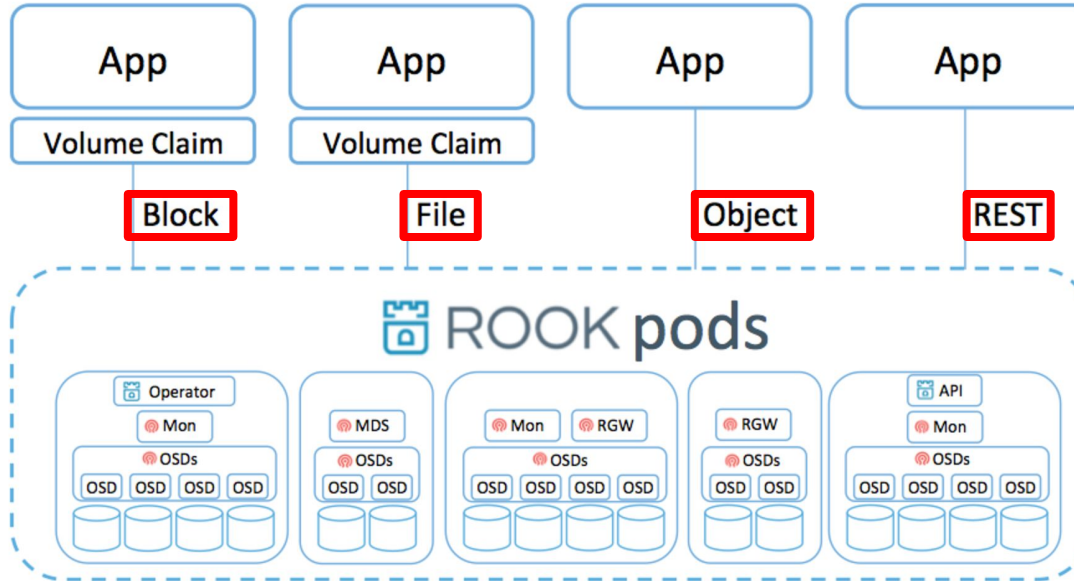 App App App App
Volume Claim Volume Claim
Block File Object REST
ROOK pods
Operator API
Mon MDS Mon RGW RGW Mon
OSDs OSDs OSDs OSDs OSDs
OSD OSD OSD OSD OSD OSD OSD OSD OSD OSD OSD OSD OSD OSD OSD OSD